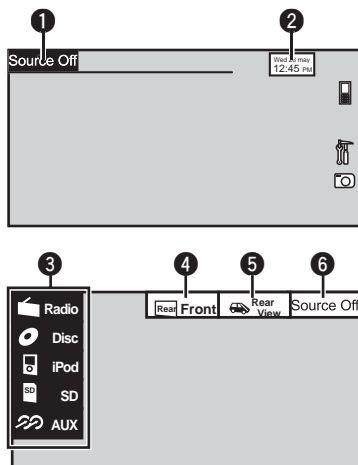 1
2
Source Off
Wed 28 may
12:45 PM
3
4
5
6
Radio
Rear Front
Rear View
Source Off
Disc
iPod
SD SD
AUX